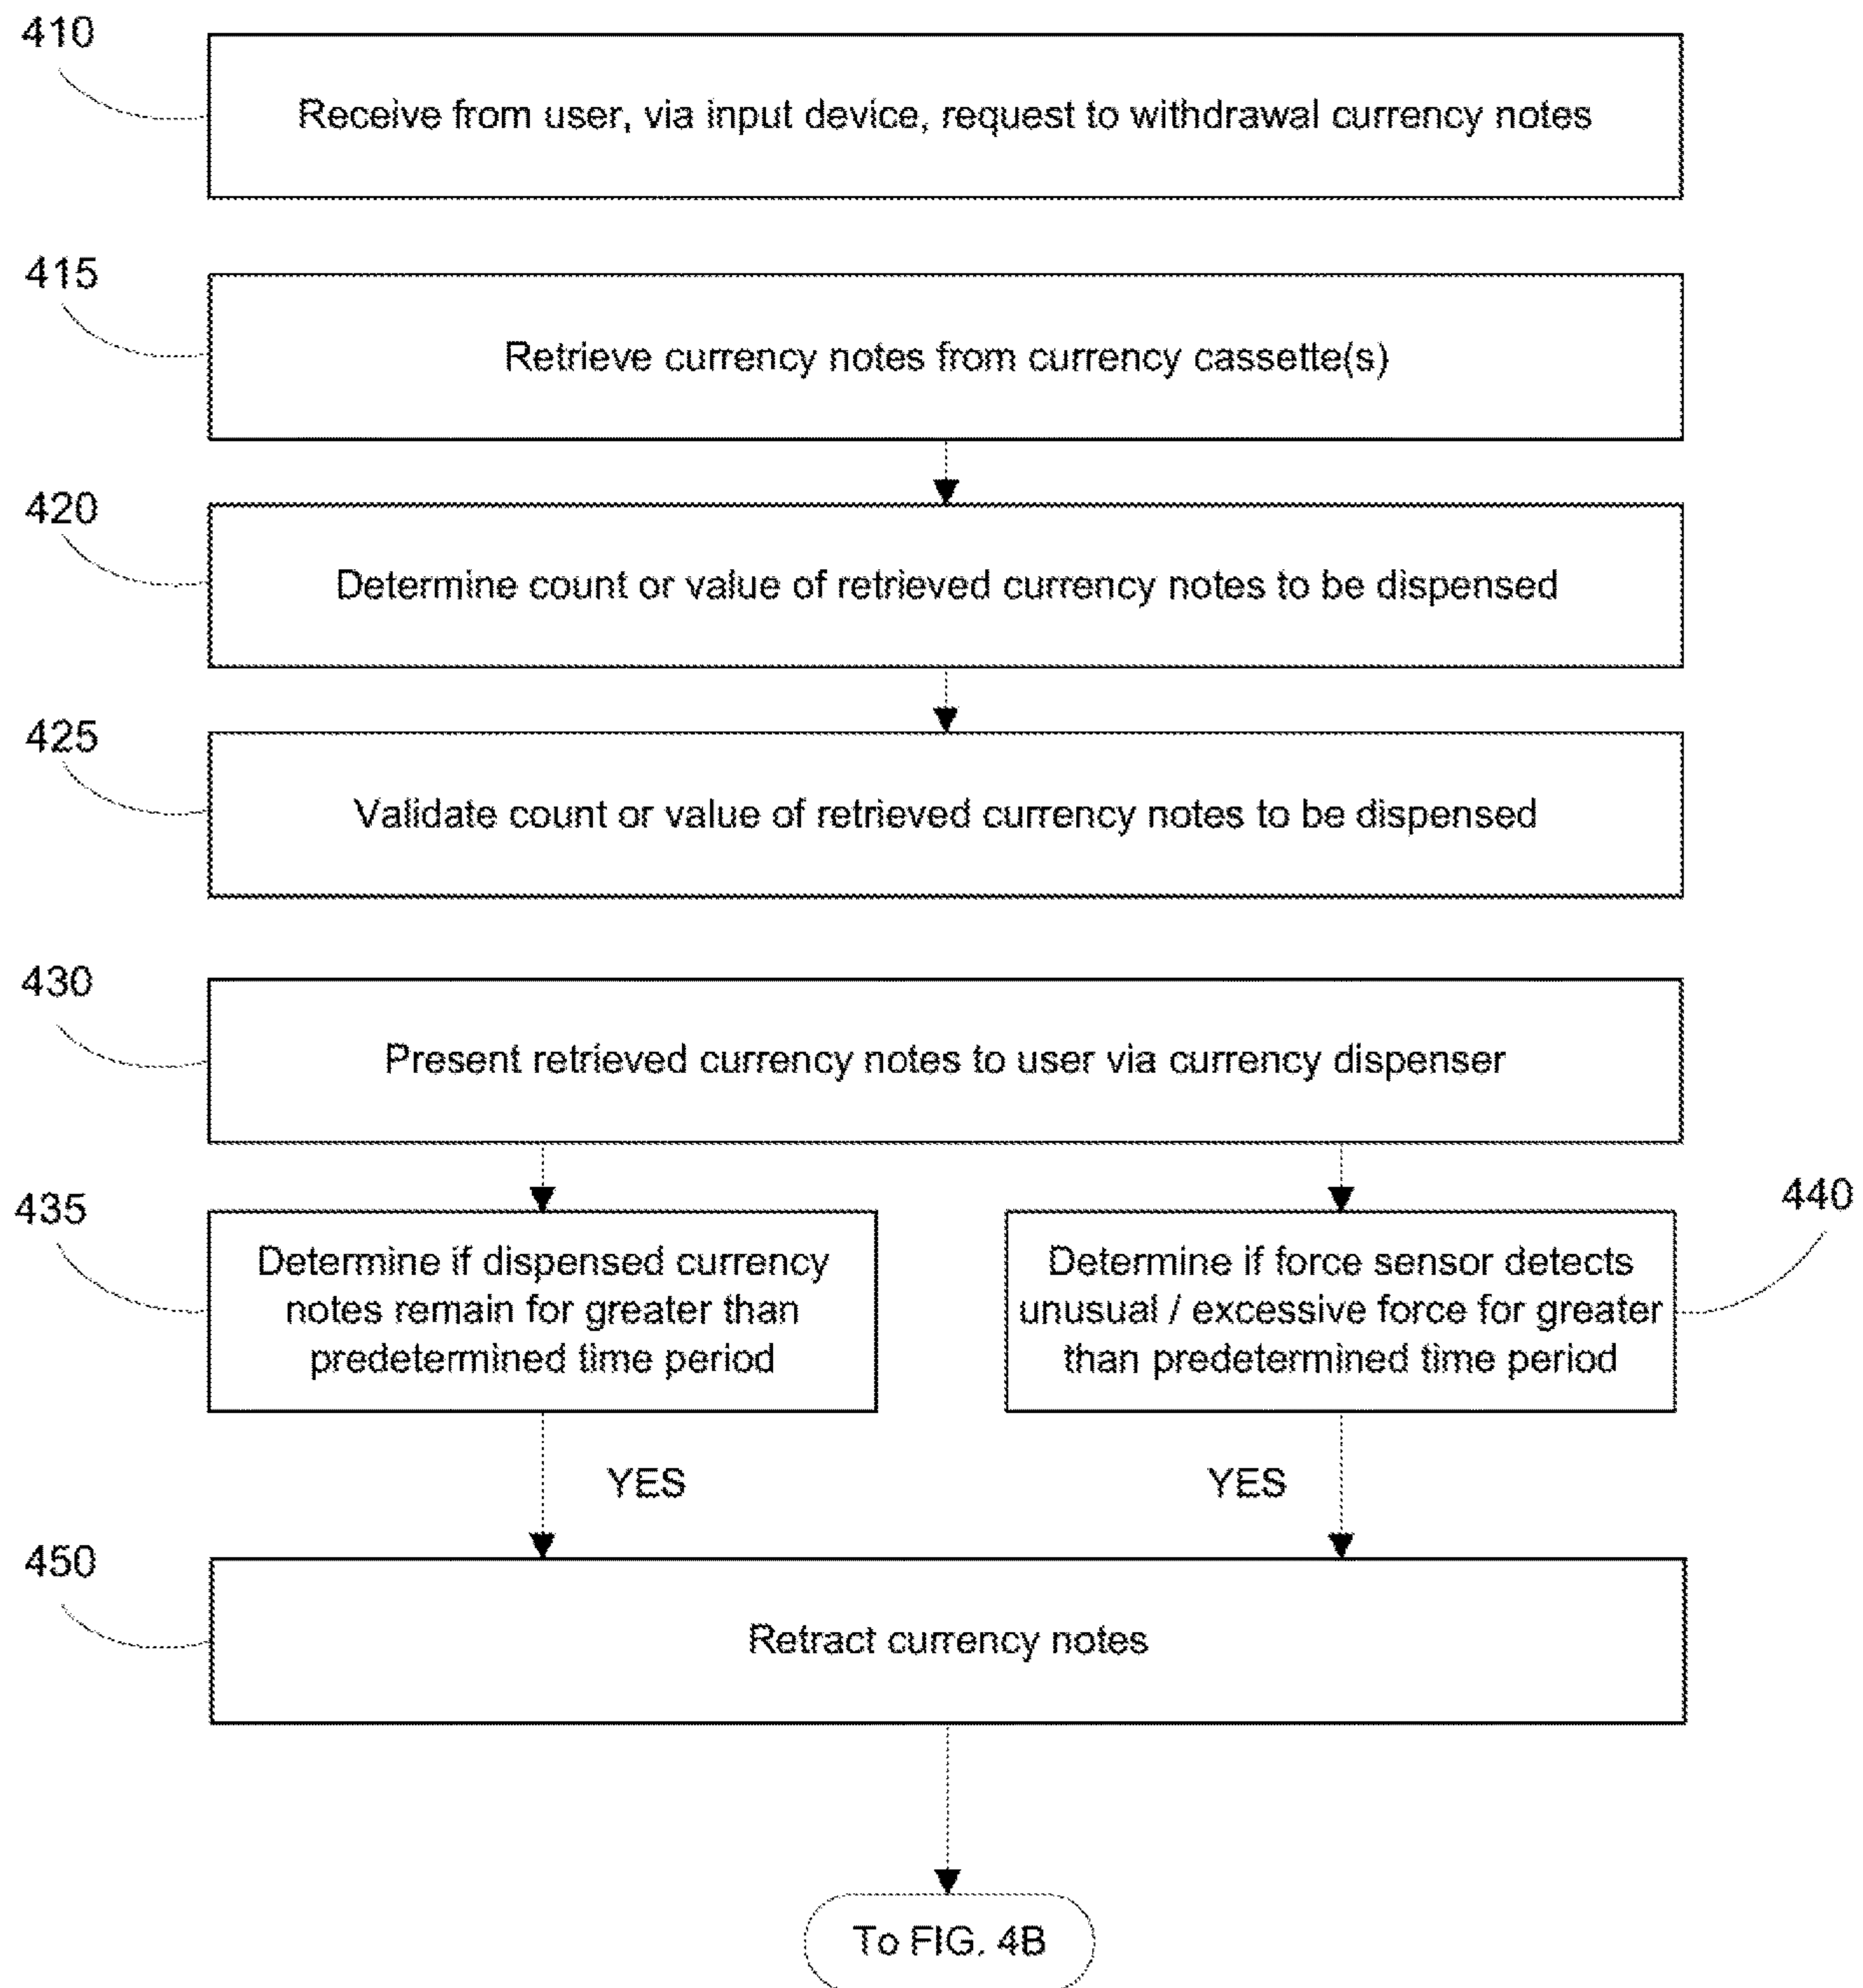 410
Receive from user, via input device, request to withdrawal currency notes
415
Retrieve currency notes from currency cassette(s)
420
Determine count or value of retrieved currency notes to be dispensed
425
Validate count or value of retrieved currency notes to be dispensed
430
Present retrieved currency notes to user via currency dispenser
435
Determine if dispensed currency
notes remain for greater than
predetermined time period
440
Determine if force sensor detects
unusual / excessive force for greater
than predetermined time period
YES
YES
450
Retract currency notes
To FIG. 4B